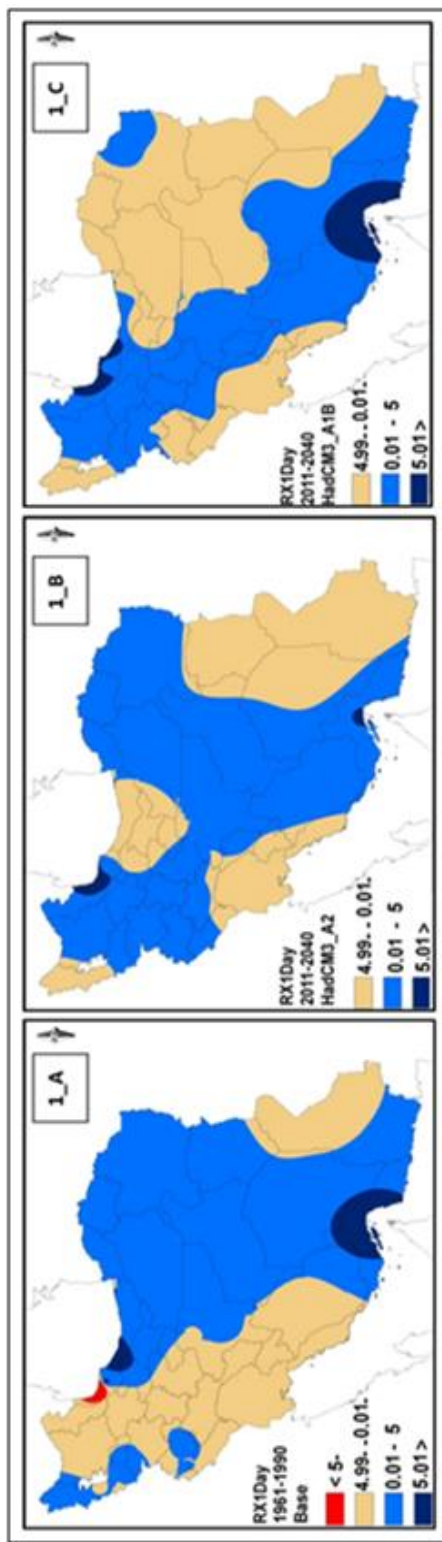 1_A
RX1Day
1961-1990
Base
< 5-
4.99- - 0.01-
0.01 - 5
5.01>
1_B
RX1Day
2011-2040
HadCM3_A2
4.99- - 0.01-
0.01 - 5
5.01>
1_C
RX1Day
2011-2040
HadCM3_A1B
4.99- - 0.01-
0.01 - 5
5.01>